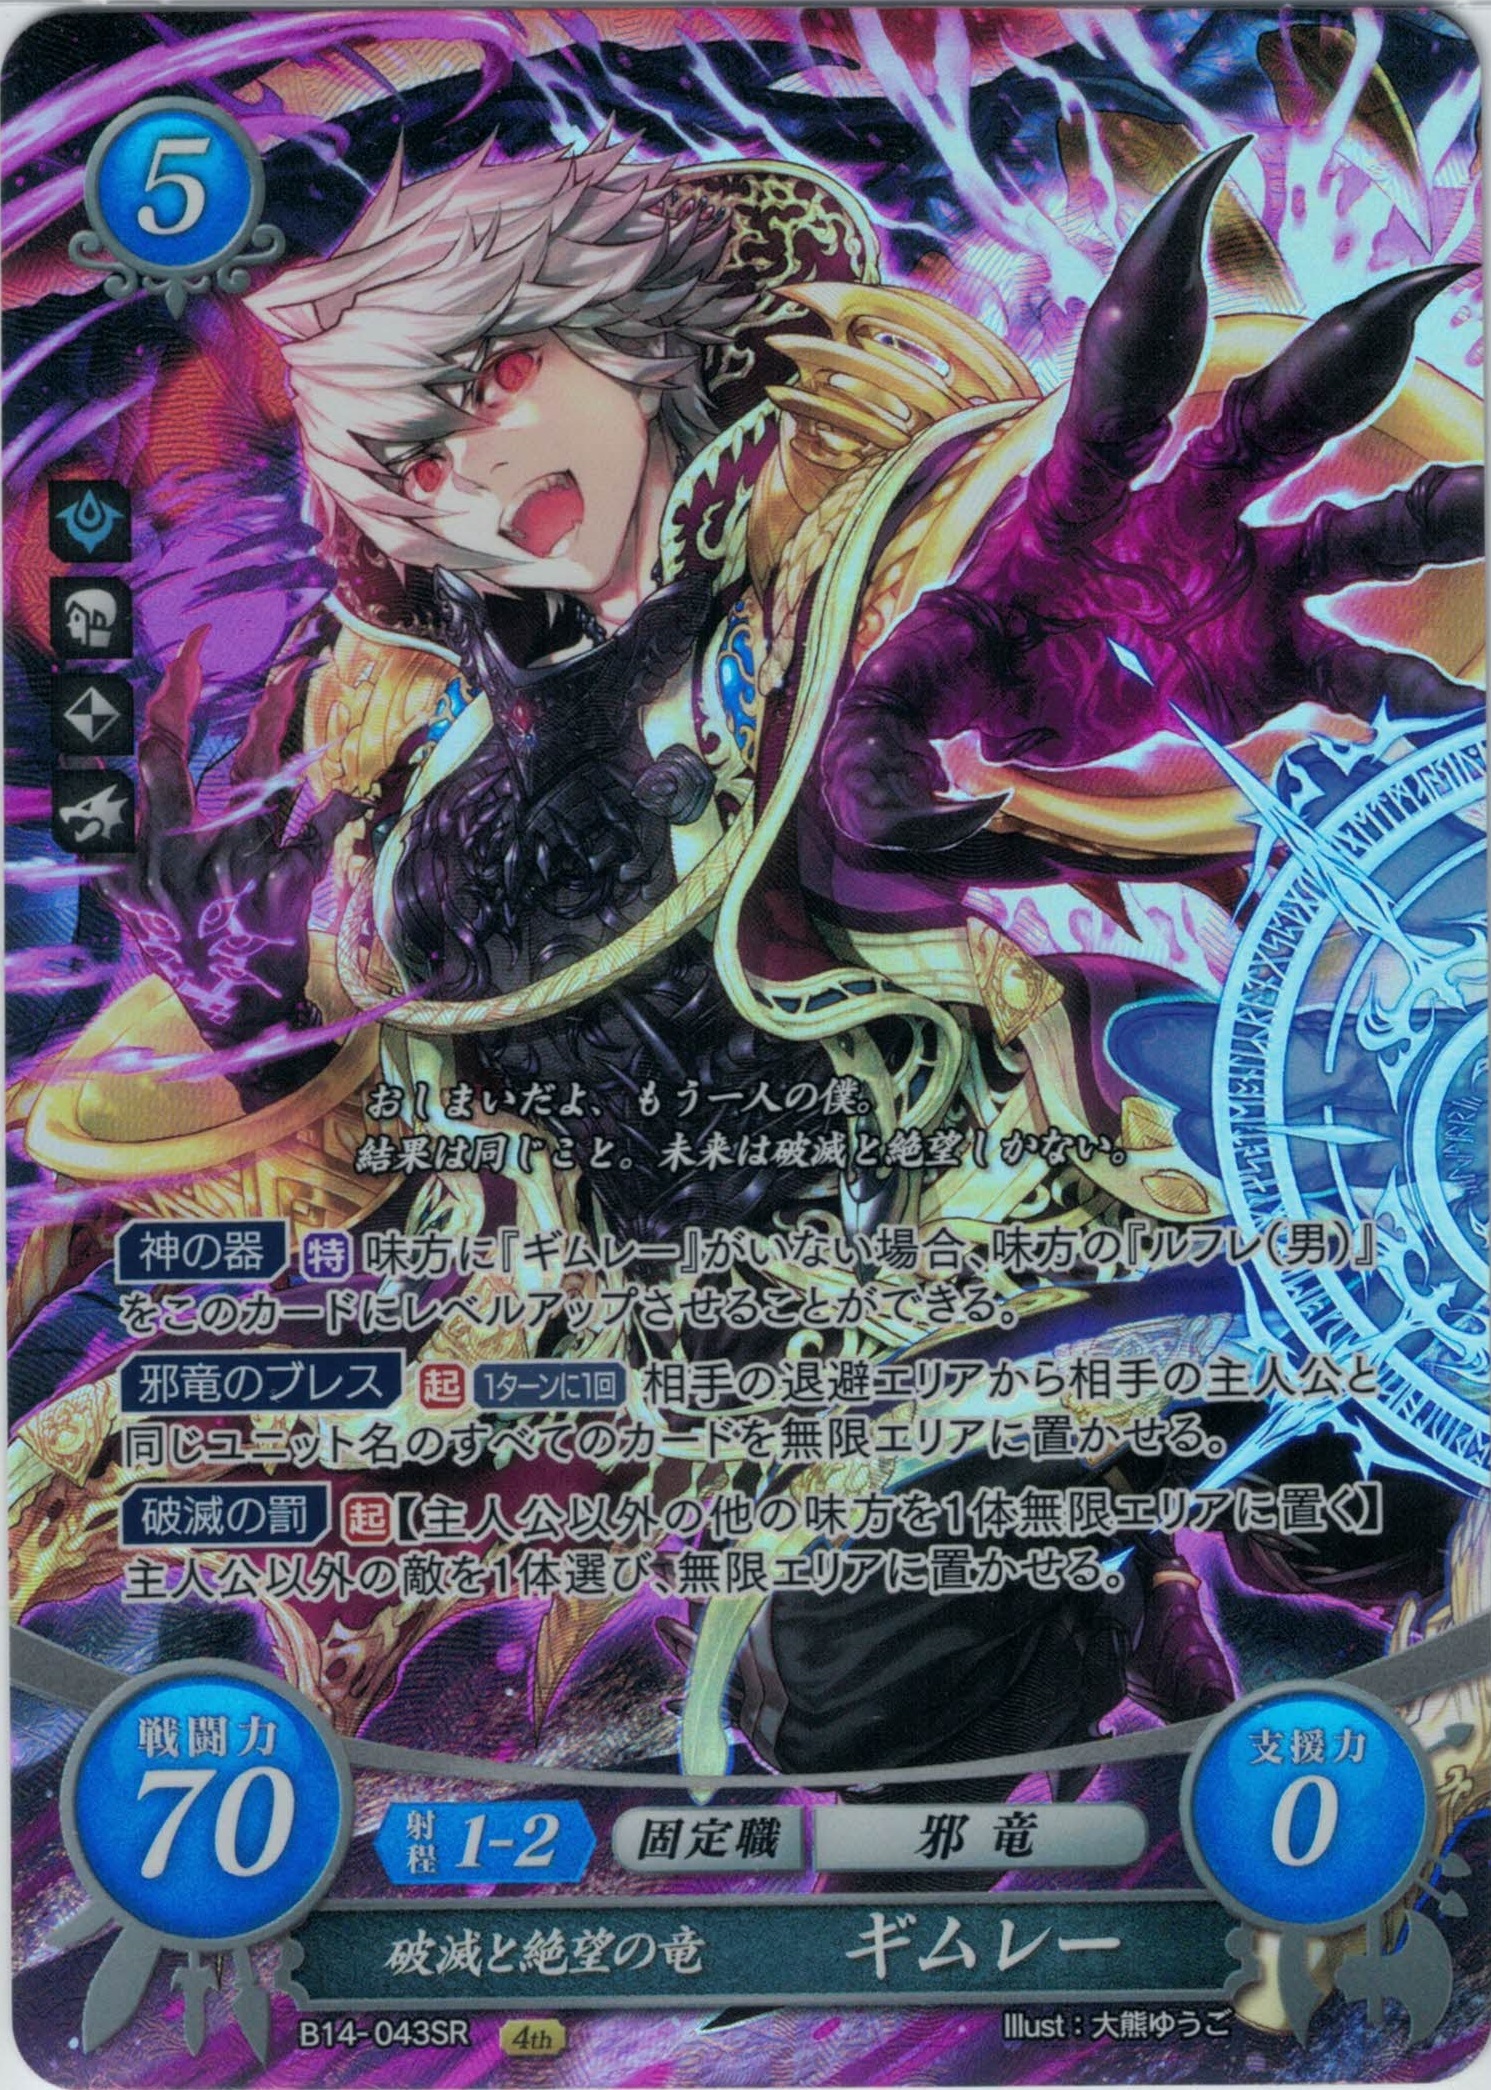 5
おしまいだよ、もう一人の僕。
結果は同じこと。未来は破滅と絶望しかない。
神の器 特 味方に『ギムレー』がいない場合、味方の『ルフレ(男)』
をこのカードにレベルアップさせることができる。
邪竜のブレス 起 1ターンに1回 相手の退避エリアから相手の主人公と
同じユニット名のすべてのカードを無限エリアに置かせる。
破滅の罰 起【主人公以外の他の味方を1体無限エリアに置く】
主人公以外の敵を1体選び、無限エリアに置かせる。
戦闘力
70
射程 1-2
固定職 邪竜
支援力
0
破滅と絶望の竜 ギムレー
B14-043SR 4th Illust:大熊ゆうご